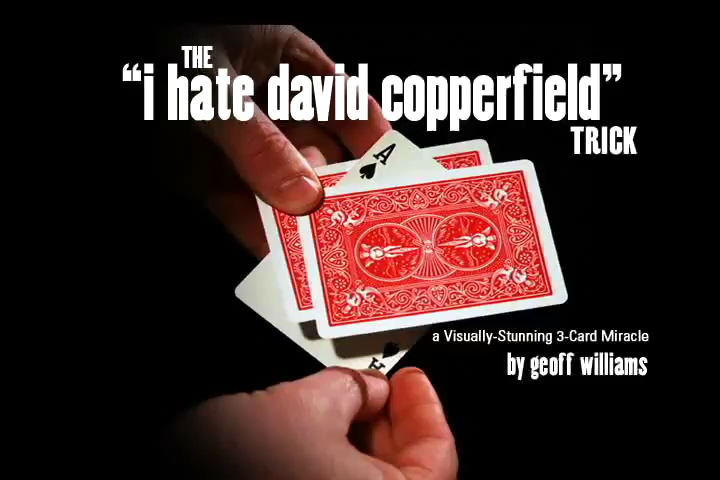 THE
“i hate david copperfield”
TRICK
A
a Visually-Stunning 3-Card Miracle
by geoff williams
A